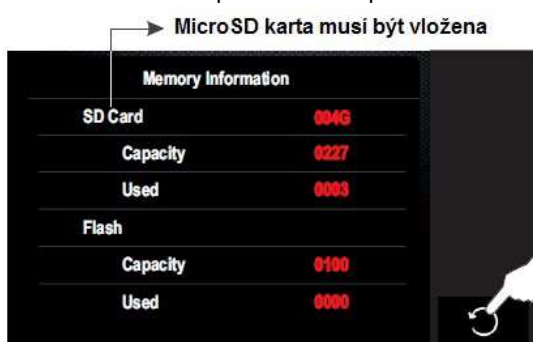 MicroSD karta musí být vložena
Memory Information
SD Card 004G
Capacity 0227
Used 0003
Flash
Capacity 0100
Used 0000